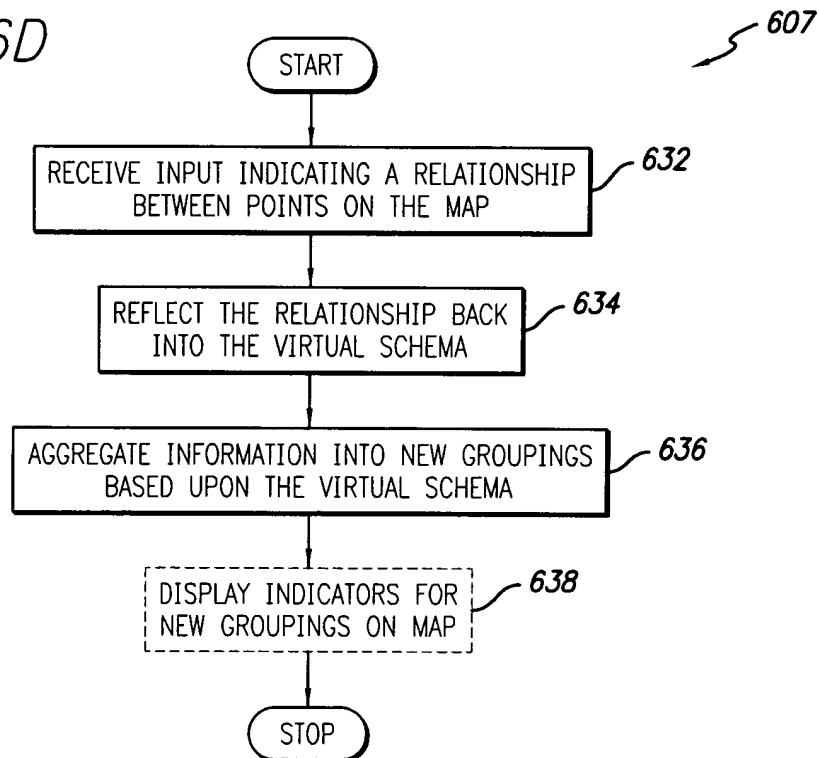 6D
607
START
RECEIVE INPUT INDICATING A RELATIONSHIP
BETWEEN POINTS ON THE MAP
632
REFLECT THE RELATIONSHIP BACK
INTO THE VIRTUAL SCHEMA
634
AGGREGATE INFORMATION INTO NEW GROUPINGS
BASED UPON THE VIRTUAL SCHEMA
636
DISPLAY INDICATORS FOR
NEW GROUPINGS ON MAP
638
STOP